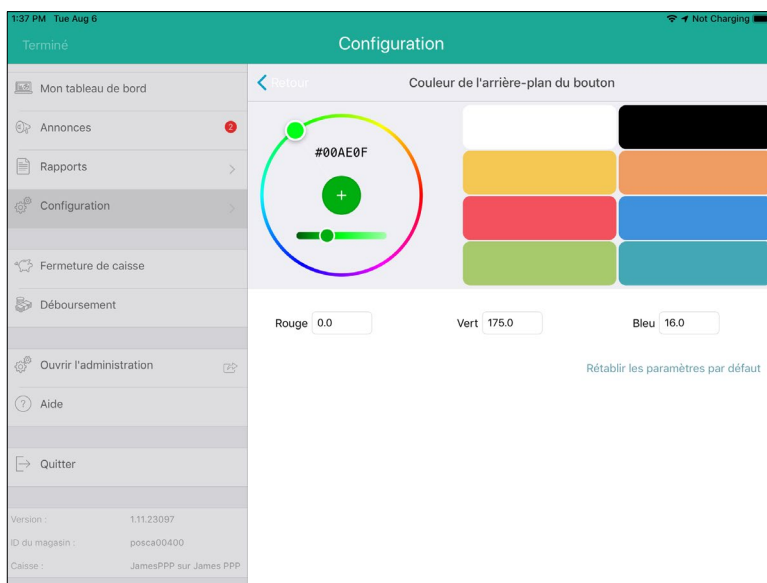 1:37 PM Tue Aug 6
Not Charging
Terminé
Configuration
Mon tableau de bord
Annonces
2
Rapports
Configuration
Fermeture de caisse
Déboursement
Ouvrir l'administration
Aide
Quitter
Version :
1.11.23097
ID du magasin :
posca00400
Caisse :
JamesPPP sur James PPP
Retour
Couleur de l'arrière-plan du bouton
#00AE0F
+
Rouge 0.0
Vert 175.0
Bleu 16.0
Rétablir les paramètres par défaut